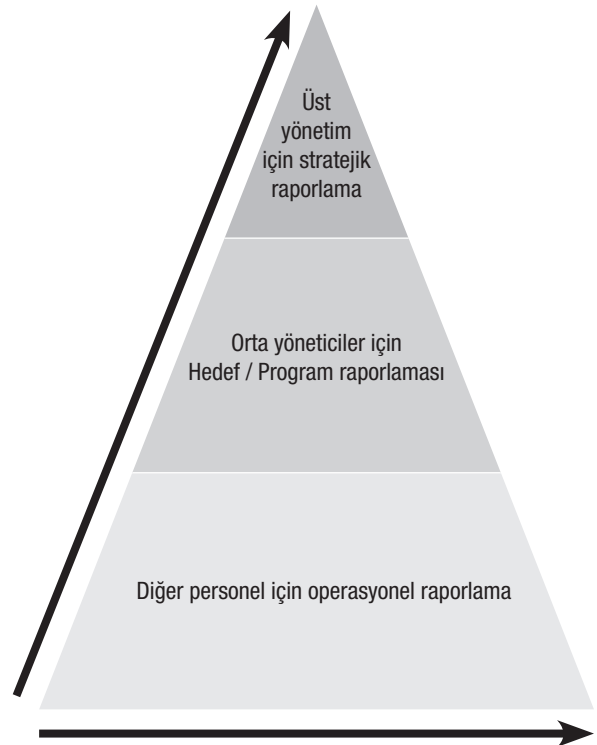 Üst
yönetim
için stratejik
raporlama
Orta yöneticiler için
Hedef / Program raporlaması
Diğer personel için operasyonel raporlama